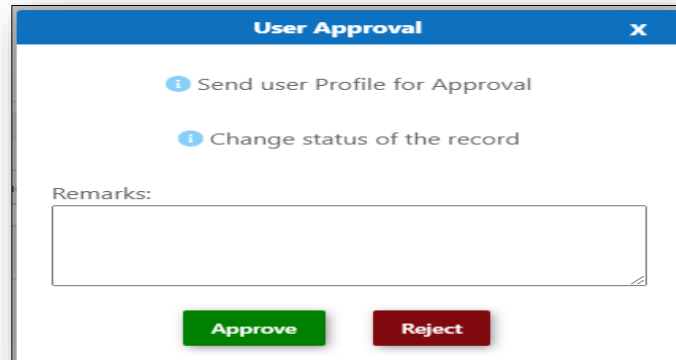 User Approval x
Send user Profile for Approval
Change status of the record
Remarks:
Approve Reject